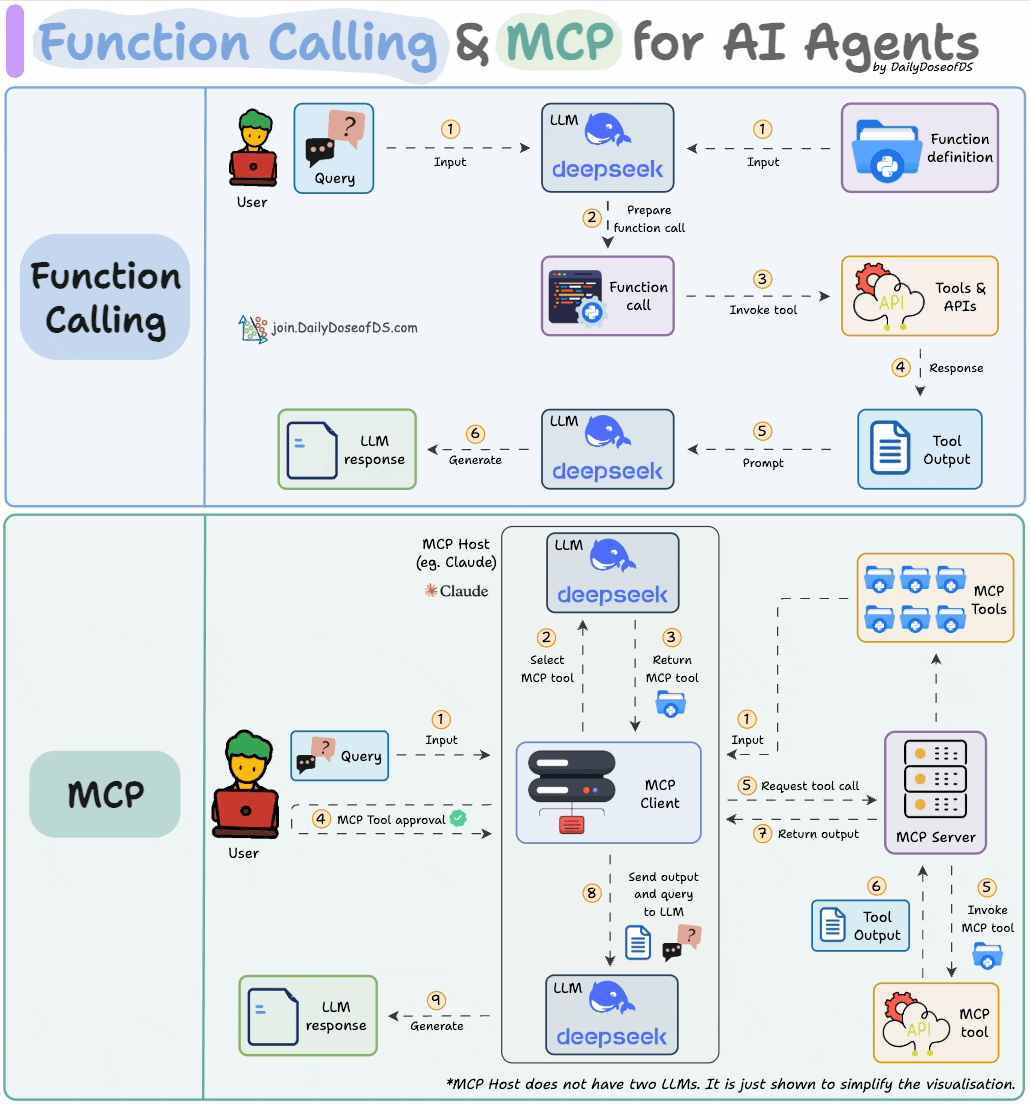 Function Calling & MCP for AI Agents
by DailyDoseofDS
Function
Calling
User
?
Query
1
Input
LLM
deepseek
1
Input
Function
definition
2
Prepare
function call
Function
call
3
Invoke tool
API
Tools &
APIs
join.DailyDoseofDS.com
4
Response
Tool
Output
5
Prompt
LLM
deepseek
6
Generate
LLM
response
MCP
MCP Host
(eg. Claude)
Claude
LLM
deepseek
MCP
Tools
2
Select
MCP tool
3
Return
MCP tool
User
?
Query
1
Input
4
MCP Tool approval
MCP
Client
1
Input
5
Request tool call
7
Return output
MCP Server
8
Send output
and query
to LLM
?
6
Tool
Output
5
Invoke
MCP tool
API
MCP
tool
LLM
deepseek
9
Generate
LLM
response
*MCP Host does not have two LLMs. It is just shown to simplify the visualisation.